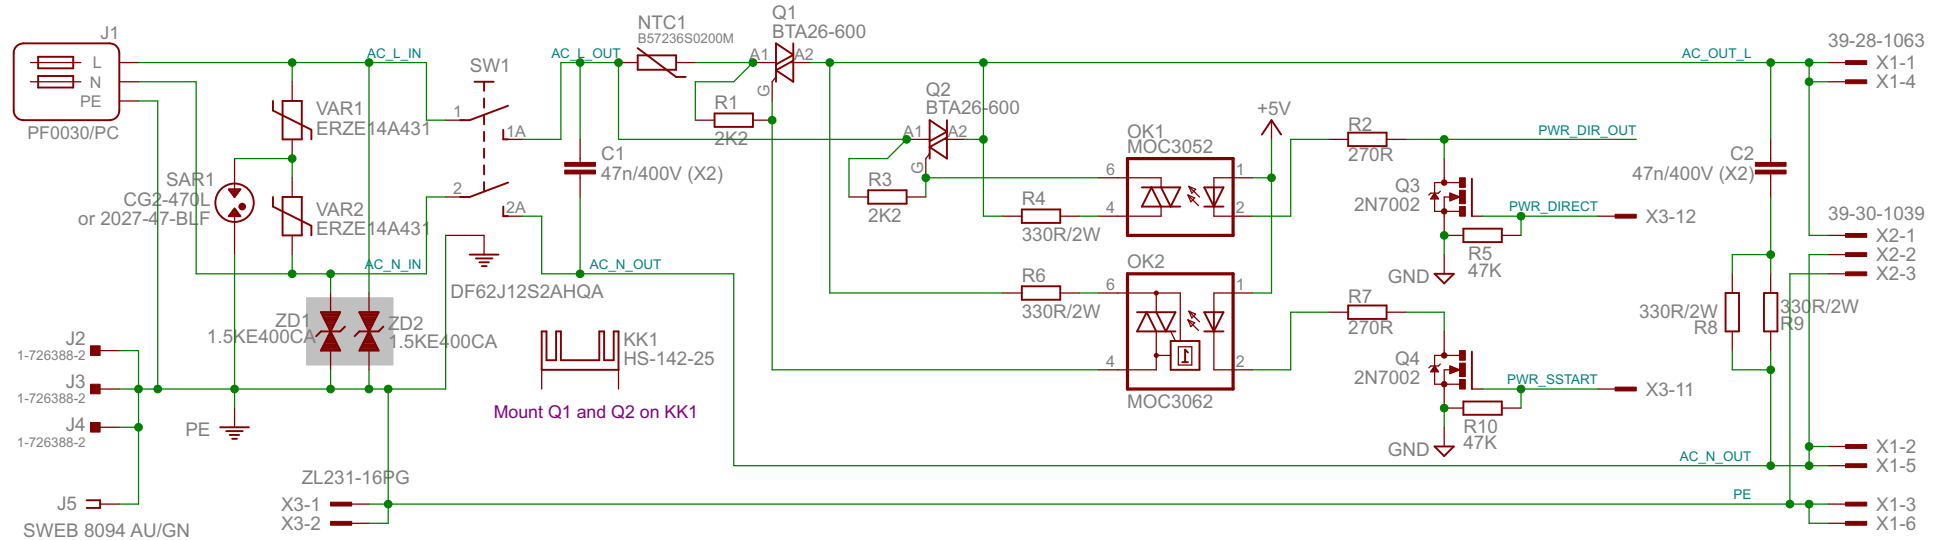 J1
L
N
PE
PF0030/PC
AC_L_IN
VAR1
ERZE14A431
SAR1
CG2-470L
or 2027-47-BLF
VAR2
ERZE14A431
AC_N_IN
ZD1
1.5KE400CA
ZD2
1.5KE400CA
J2
1-726388-2
J3
1-726388-2
J4
1-726388-2
PE
J5
SWEB 8094 AU/GN
ZL231-16PG
X3-1
X3-2
SW1
1
1A
2
2A
DF62J12S2AHQA
AC_L_OUT
C1
47n/400V (X2)
AC_N_OUT
KK1
HS-142-25
Mount Q1 and Q2 on KK1
NTC1
B57236S0200M
Q1
BTA26-600
A1
A2
G
R1
2K2
Q2
BTA26-600
A1
A2
G
R3
2K2
R4
330R/2W
R6
330R/2W
OK1
MOC3052
6
4
1
2
OK2
6
4
1
2
1
MOC3062
+5V
R2
270R
PWR_DIR_OUT
Q3
2N7002
PWR_DIRECT
X3-12
R5
47K
GND
R7
270R
Q4
2N7002
PWR_SSTART
X3-11
R10
47K
GND
AC_OUT_L
C2
47n/400V (X2)
330R/2W
R8
330R/2W
R9
AC_N_OUT
PE
39-28-1063
X1-1
X1-4
39-30-1039
X2-1
X2-2
X2-3
X1-2
X1-5
X1-3
X1-6